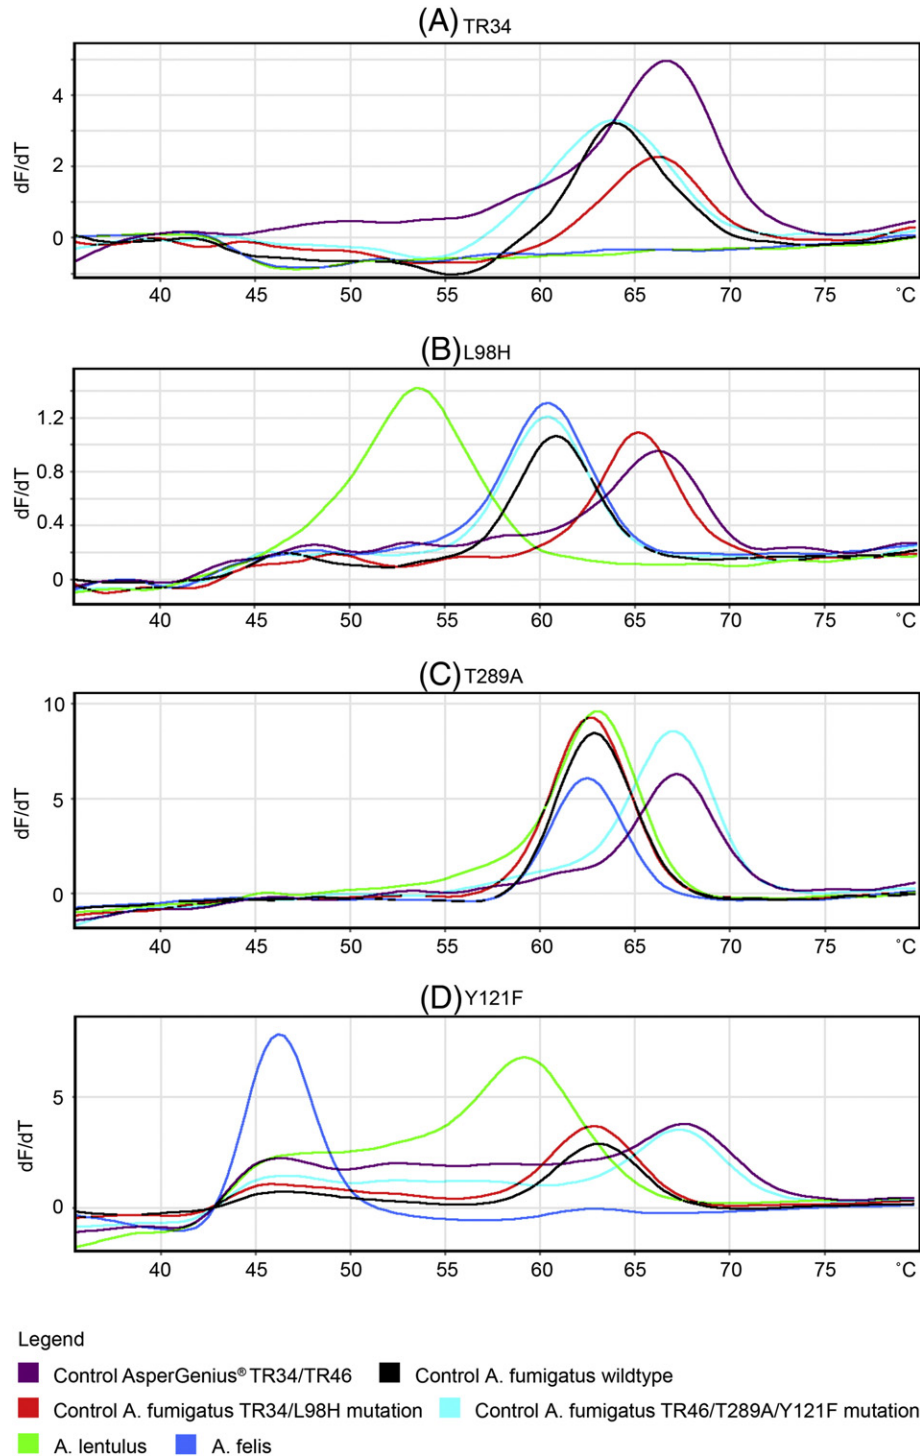 (A) TR34
4
2
0
dF/dT
40 45 50 55 60 65 70 75 ˚C
(B) L98H
1.2
0.8
0.4
0
dF/dT
40 45 50 55 60 65 70 75 ˚C
(C) T289A
10
5
0
dF/dT
40 45 50 55 60 65 70 75 ˚C
(D) Y121F
5
0
dF/dT
40 45 50 55 60 65 70 75 ˚C
Legend
Control AsperGenius® TR34/TR46 Control A. fumigatus wildtype
Control A. fumigatus TR34/L98H mutation Control A. fumigatus TR46/T289A/Y121F mutation
A. lentulus A. felis